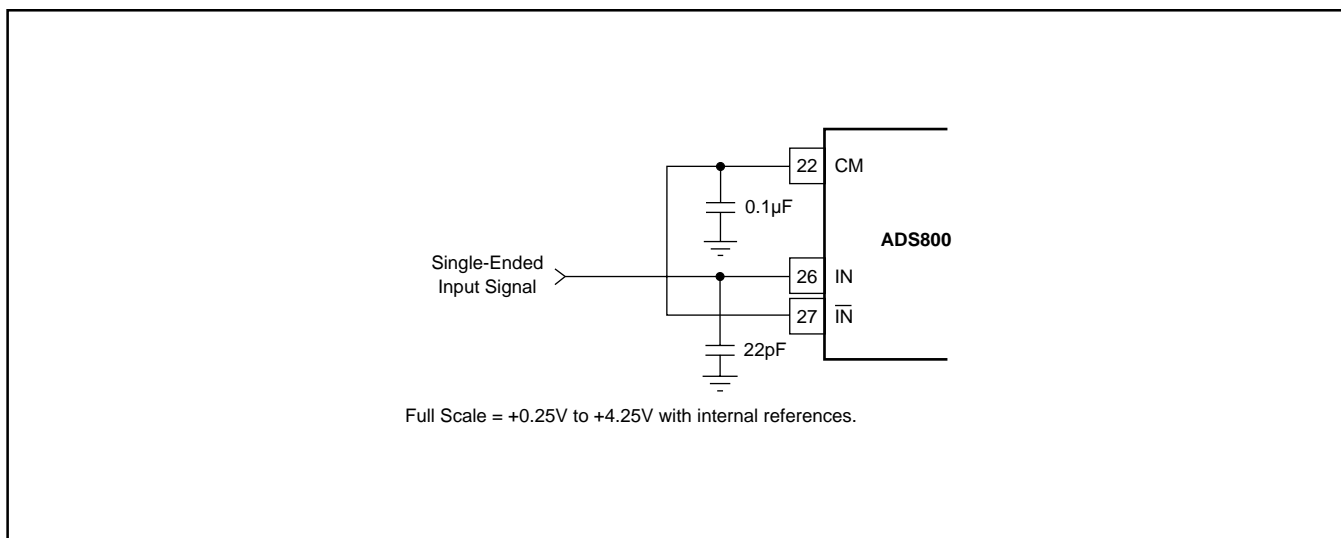 22 CM
0.1µF
ADS800
Single-Ended
Input Signal
26 IN
27 I̅N̅
22pF
Full Scale = +0.25V to +4.25V with internal references.